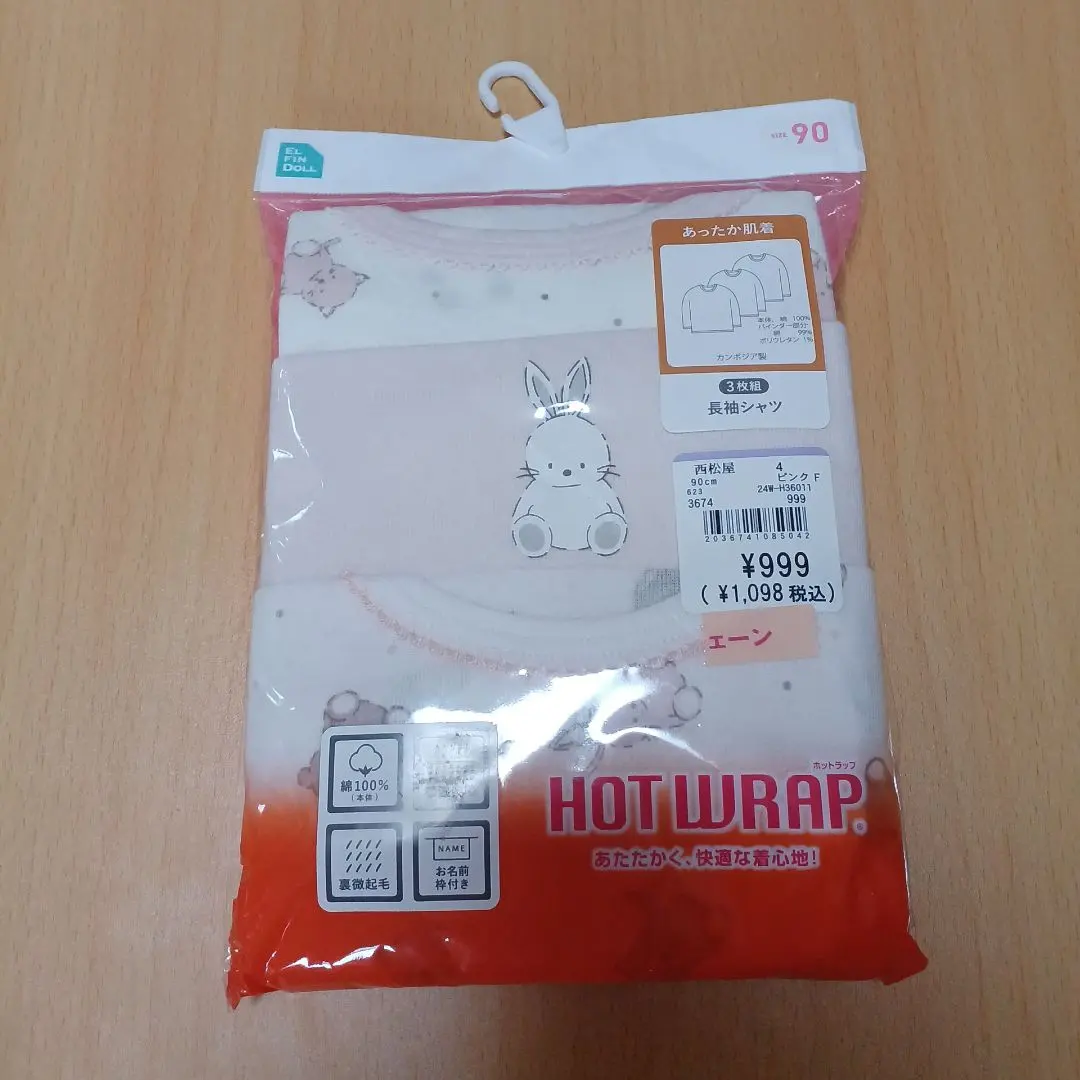 EL
FIN
DOLL
SIZE 90
あったか肌着
本体、綿 100%
バインダー部分
綿 99%
ポリウレタン 1%
カンボジア製
3枚組
長袖シャツ
西松屋 4
90cm ピンク F
623 24W-H36011
3674 999
2036741085042
¥999
(¥1,098税込)
ェーン
綿100%
(本体)
裏微起毛
NAME
お名前
枠付き
ホットラップ
HOT WRAP®
あたたかく、快適な着心地!